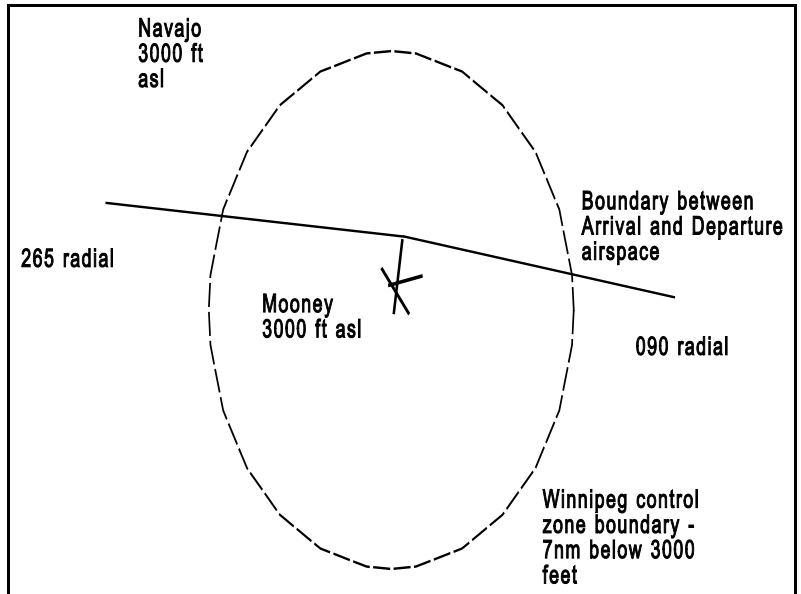 Navajo
3000 ft
asl
Boundary between
Arrival and Departure
airspace
265 radial
Mooney
3000 ft asl
090 radial
Winnipeg control
zone boundary -
7nm below 3000
feet